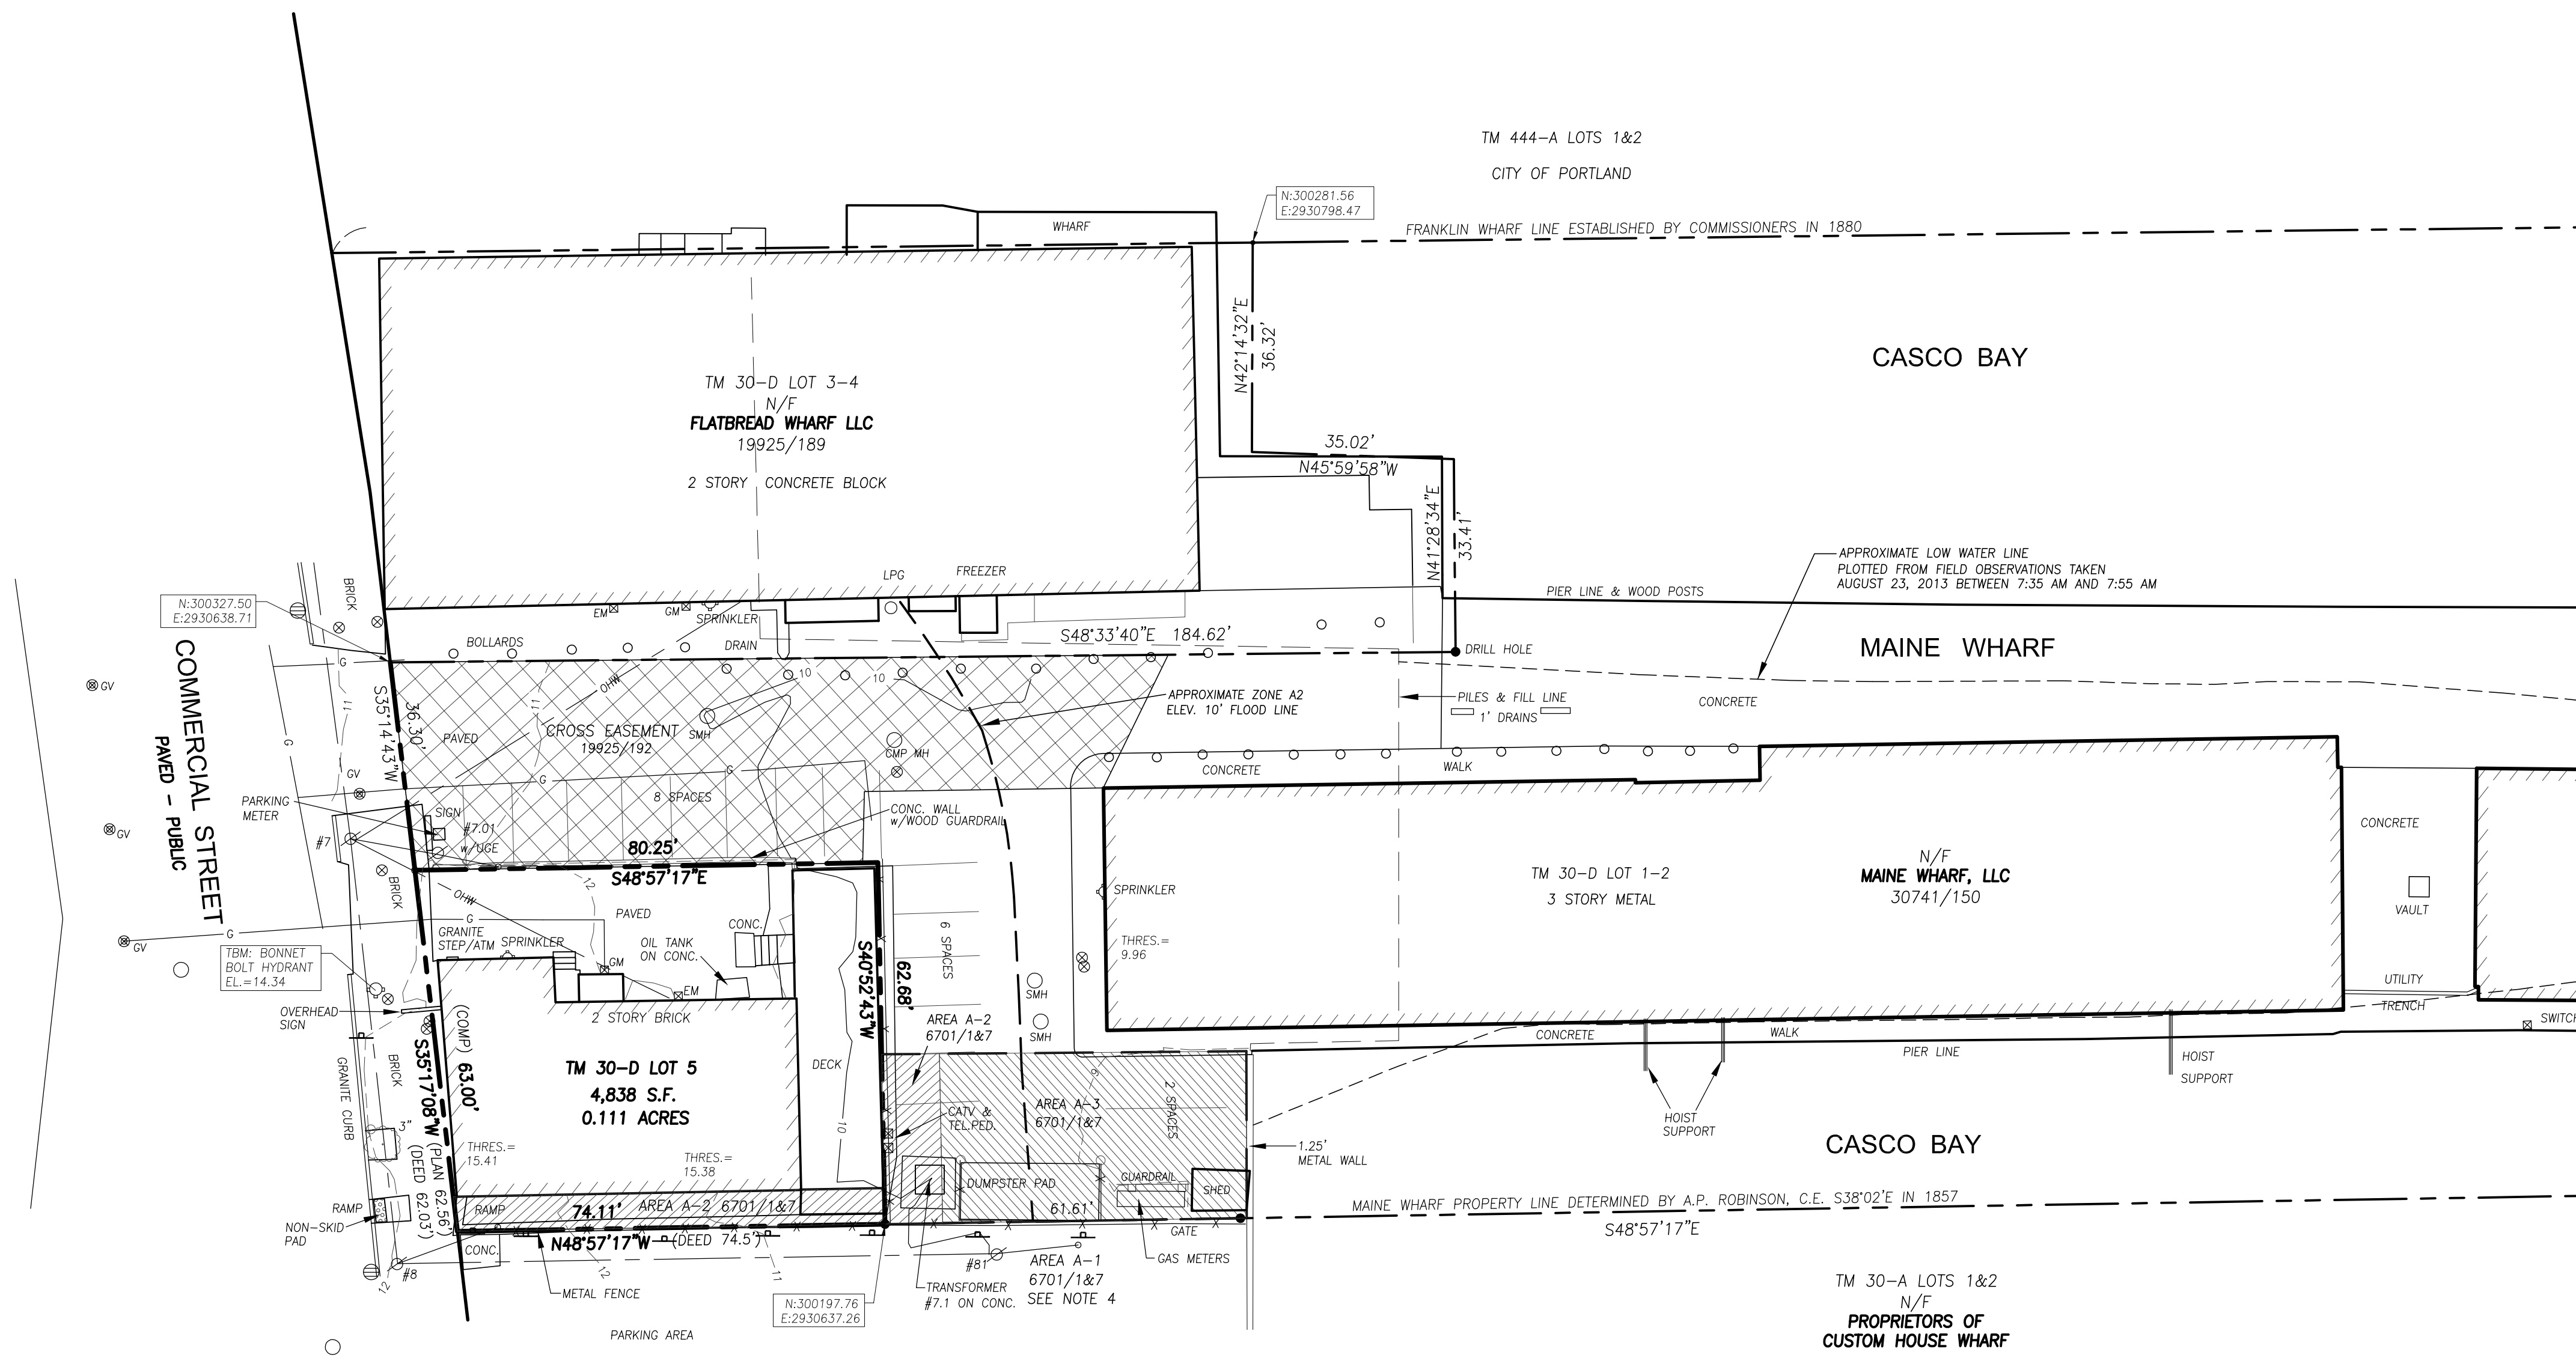 TM 444-A LOTS 1&2
CITY OF PORTLAND
N:300281.56
E:2930798.47
FRANKLIN WHARF LINE ESTABLISHED BY COMMISSIONERS IN 1880
WHARF
N42°14'32"E
36.32'
CASCO BAY
TM 30-D LOT 3-4
N/F
FLATBREAD WHARF LLC
19925/189
2 STORY CONCRETE BLOCK
35.02'
N45°59'58"W
N41°28'34"E
33.41'
APPROXIMATE LOW WATER LINE
PLOTTED FROM FIELD OBSERVATIONS TAKEN
AUGUST 23, 2013 BETWEEN 7:35 AM AND 7:55 AM
PIER LINE & WOOD POSTS
MAINE WHARF
LPG
FREEZER
EM
GM
SPRINKLER
DRAIN
BOLLARDS
BRICK
N:300327.50
E:2930638.71
S48°33'40"E 184.62'
DRILL HOLE
G
COMMERCIAL STREET
PAVED - PUBLIC
GV
G
11
S35°14'43"W
36.30'
PAVED
OHW
11
CROSS EASEMENT
19925/192
SMH
10
10
CMP MH
APPROXIMATE ZONE A2
ELEV. 10' FLOOD LINE
PILES & FILL LINE
1' DRAINS
CONCRETE
CONCRETE
WALK
GV
G
G
8 SPACES
PARKING
METER
SIGN
#7.01
w/UGE
#7
GV
CONC. WALL
w/WOOD GUARDRAIL
80.25'
S48°57'17"E
12
BRICK
OHW
G
G
GV
PAVED
GRANITE
STEP/ATM
SPRINKLER
GM
OIL TANK
ON CONC.
CONC.
EM
TBM: BONNET
BOLT HYDRANT
EL.=14.34
OVERHEAD
SIGN
2 STORY BRICK
TM 30-D LOT 5
4,838 S.F.
0.111 ACRES
DECK
S40°52'43"W
62.68'
6 SPACES
SMH
SMH
SPRINKLER
THRES.=
9.96
TM 30-D LOT 1-2
3 STORY METAL
N/F
MAINE WHARF, LLC
30741/150
CONCRETE
VAULT
UTILITY
TRENCH
SWITCH
CONCRETE
WALK
PIER LINE
HOIST
SUPPORT
HOIST
SUPPORT
CASCO BAY
AREA A-2
6701/1&7
AREA A-3
6701/1&7
9
2 SPACES
CATV &
TEL.PED.
1.25'
METAL WALL
GRANITE CURB
BRICK
S35°17'08"W
(COMP) 63.00'
(PLAN 62.56')
(DEED 62.03')
3"
THRES.=
15.41
THRES.=
15.38
10
DUMPSTER PAD
GUARDRAIL
SHED
RAMP
NON-SKID
PAD
RAMP
74.11'
AREA A-2 6701/1&7
61.61'
GATE
MAINE WHARF PROPERTY LINE DETERMINED BY A.P. ROBINSON, C.E. S38°02'E IN 1857
S48°57'17"E
CONC.
N48°57'17"W
(DEED 74.5')
#8
12
12
11
METAL FENCE
#81
AREA A-1
6701/1&7
SEE NOTE 4
GAS METERS
TRANSFORMER
#7.1 ON CONC.
N:300197.76
E:2930637.26
PARKING AREA
TM 30-A LOTS 1&2
N/F
PROPRIETORS OF
CUSTOM HOUSE WHARF